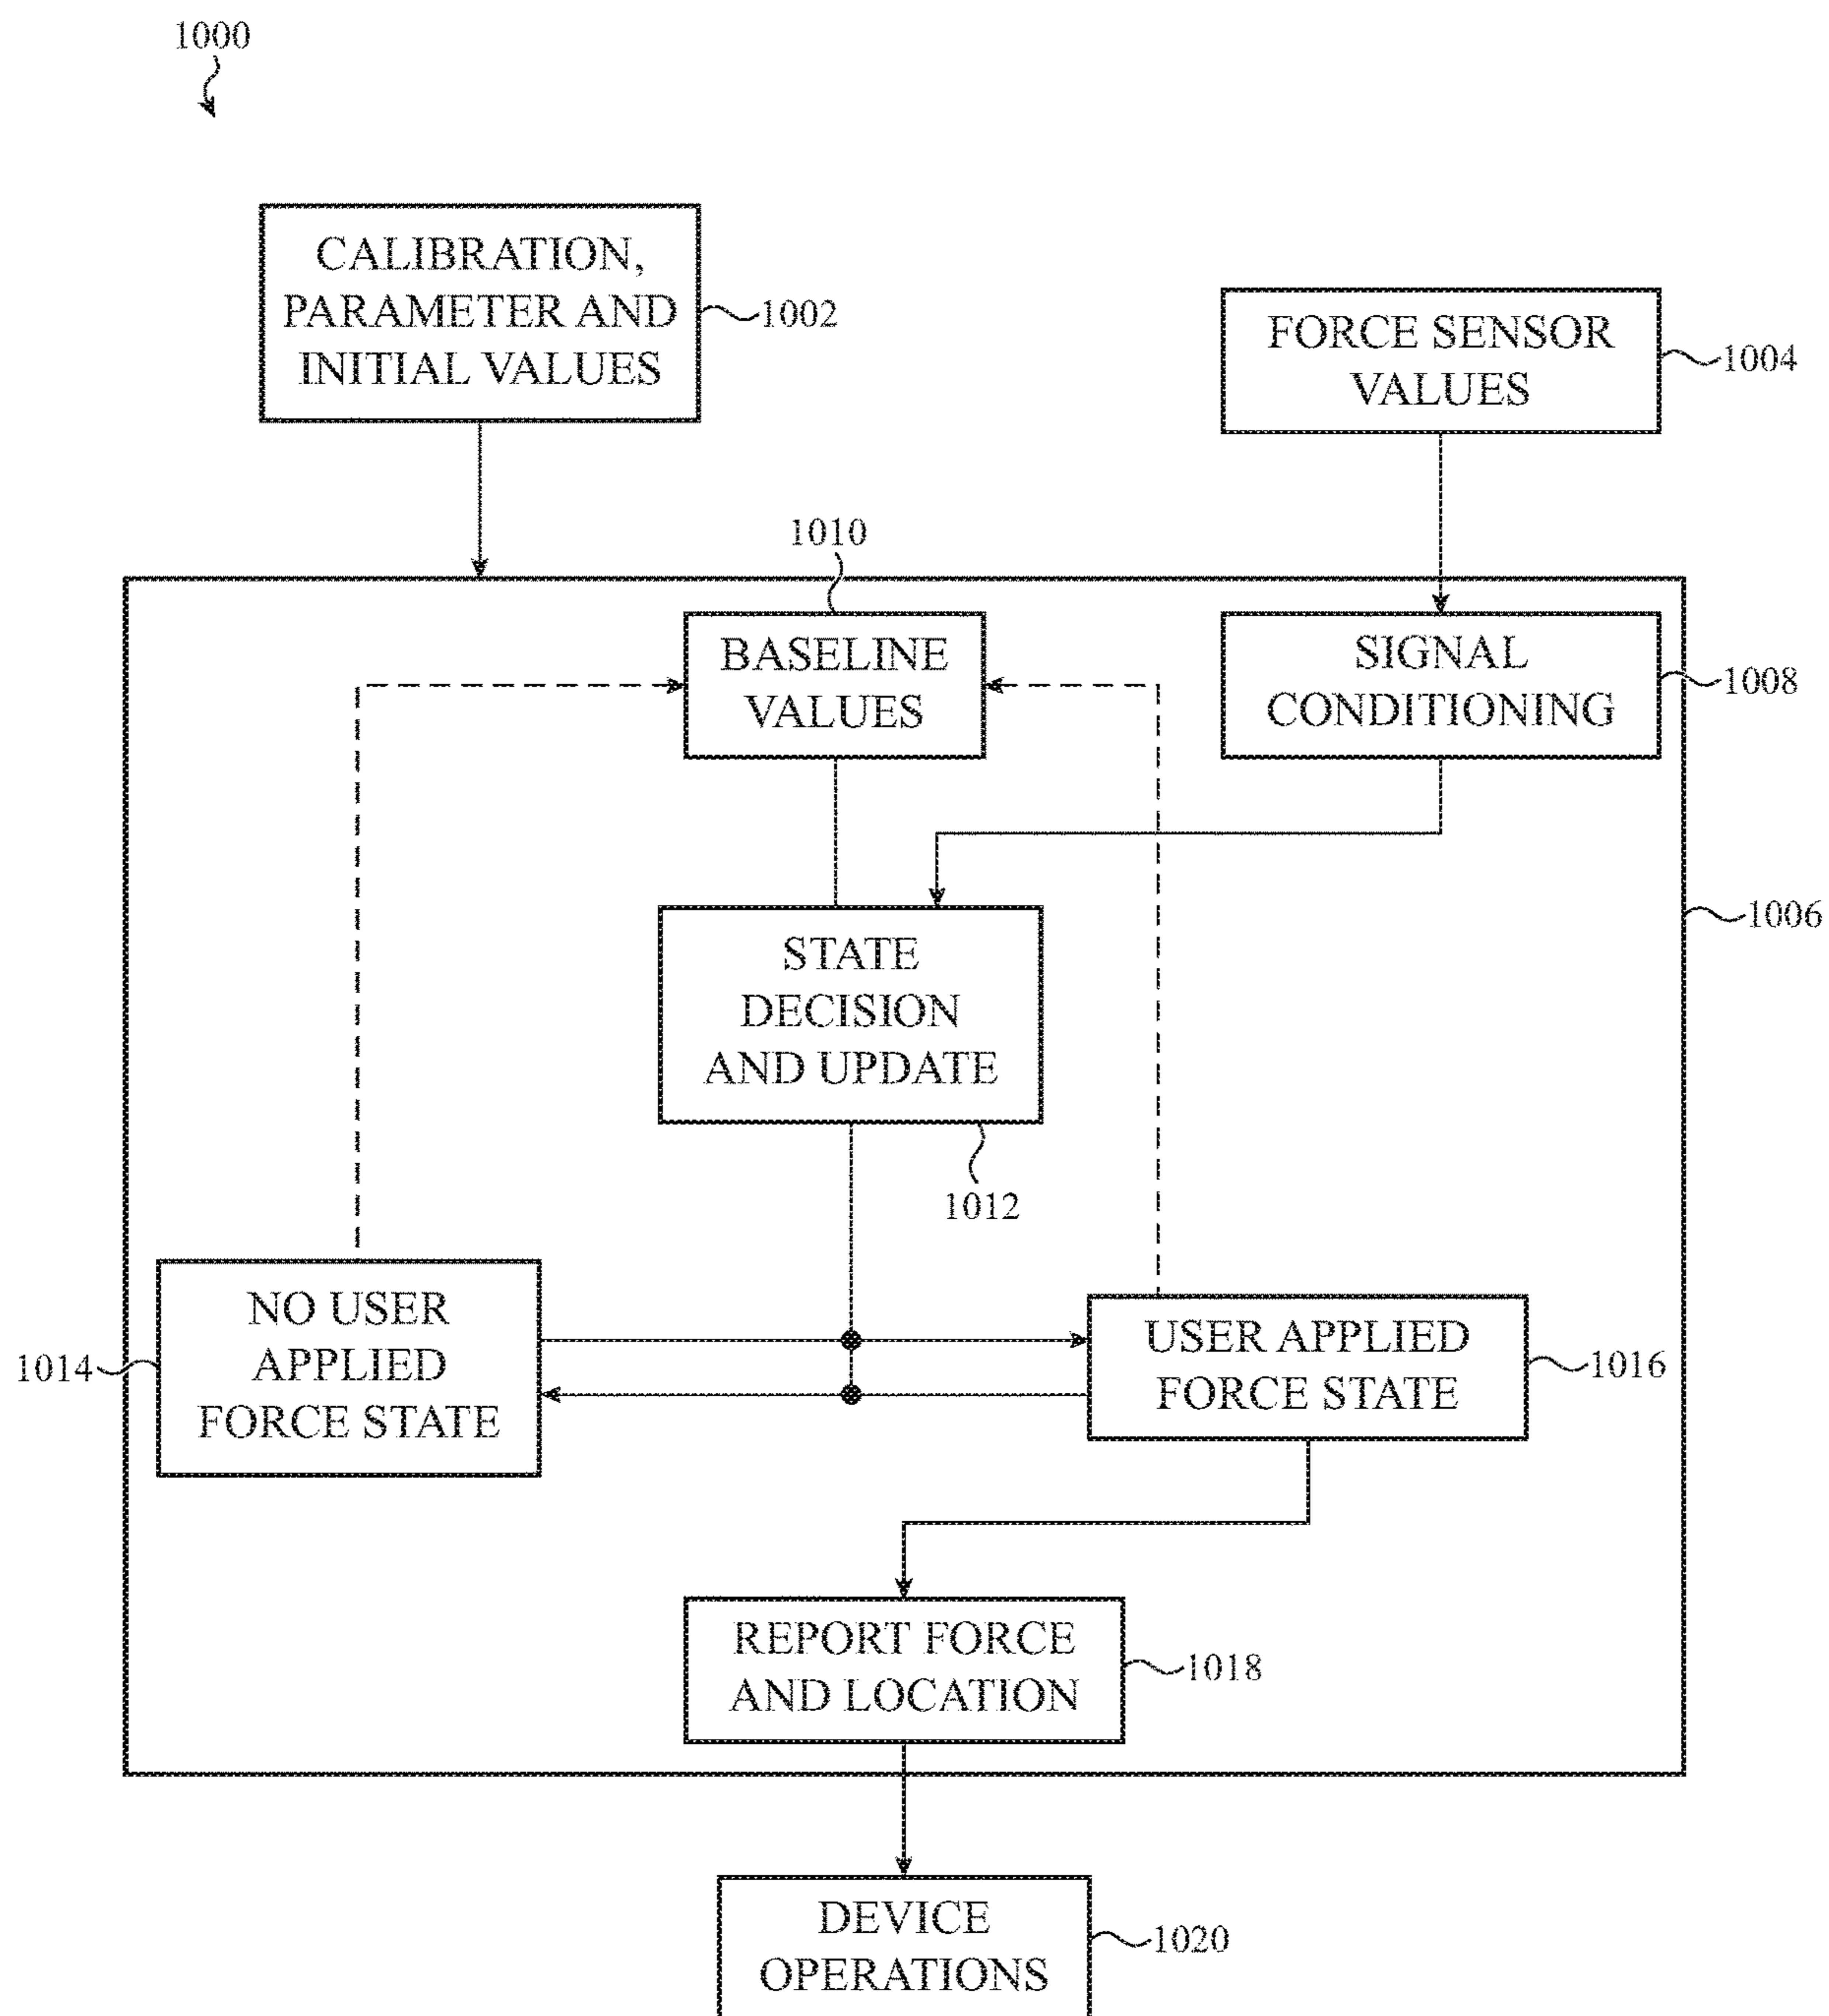 1000
CALIBRATION,
PARAMETER AND
INITIAL VALUES
1002
FORCE SENSOR
VALUES
1004
1010
BASELINE
VALUES
SIGNAL
CONDITIONING
1008
1006
STATE
DECISION
AND UPDATE
1012
NO USER
APPLIED
FORCE STATE
1014
USER APPLIED
FORCE STATE
1016
REPORT FORCE
AND LOCATION
1018
DEVICE
OPERATIONS
1020